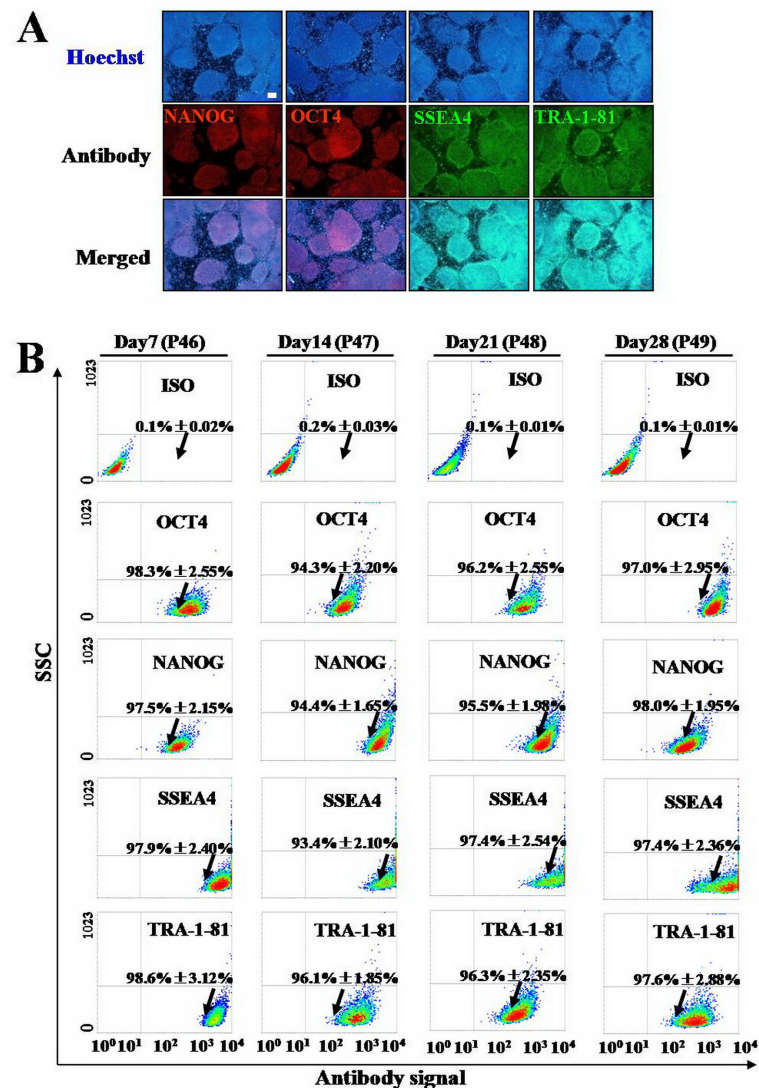 A
Hoechst
NANOG OCT4 SSEA4 TRA-1-81
Antibody
Merged
B
Day7 (P46) Day14 (P47) Day21 (P48) Day28 (P49)
1023
ISO ISO ISO ISO
0.1% ±0.02% 0.2% ±0.03% 0.1% ±0.01% 0.1% ±0.01%
0
1023
OCT4 OCT4 OCT4 OCT4
98.3% ±2.55% 94.3% ±2.20% 96.2% ±2.55% 97.0% ±2.95%
0
SSC
1023
NANOG NANOG NANOG NANOG
97.5% ±2.15% 94.4% ±1.65% 95.5% ±1.98% 98.0% ±1.95%
0
1023
SSEA4 SSEA4 SSEA4 SSEA4
97.9% ±2.40% 93.4% ±2.10% 97.4% ±2.54% 97.4% ±2.36%
0
1023
TRA-1-81 TRA-1-81 TRA-1-81 TRA-1-81
98.6% ±3.12% 96.1% ±1.85% 96.3% ±2.35% 97.6% ±2.88%
0
10⁰ 10¹ 10² 10³ 10⁴ 10⁰ 10¹ 10² 10³ 10⁴ 10⁰ 10¹ 10² 10³ 10⁴ 10⁰ 10¹ 10² 10³ 10⁴
Antibody signal